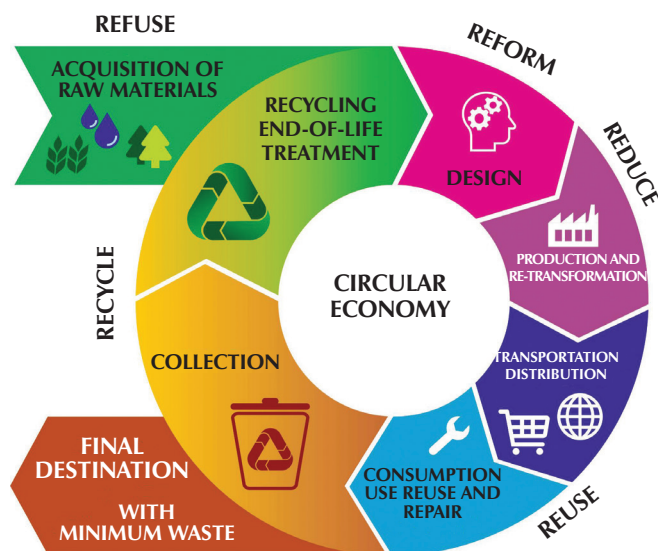 REFUSE
ACQUISITION OF
RAW MATERIALS
RECYCLING
END-OF-LIFE
TREATMENT
REFORM
DESIGN
REDUCE
PRODUCTION AND
RE-TRANSFORMATION
CIRCULAR
ECONOMY
RECYCLE
COLLECTION
TRANSPORTATION
DISTRIBUTION
FINAL
DESTINATION
WITH
MINIMUM WASTE
CONSUMPTION
USE REUSE AND
REPAIR
REUSE